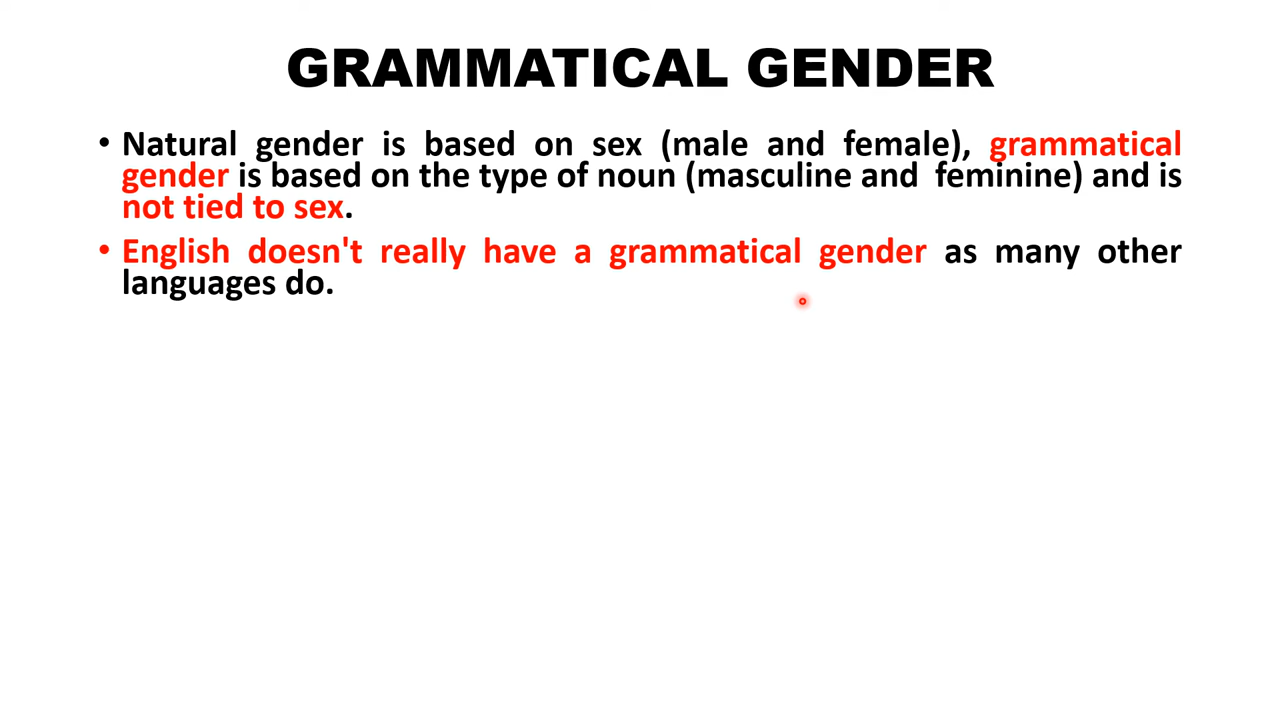 GRAMMATICAL GENDER
• Natural gender is based on sex (male and female), grammatical
gender is based on the type of noun (masculine and feminine) and is
not tied to sex.
• English doesn't really have a grammatical gender as many other
languages do.